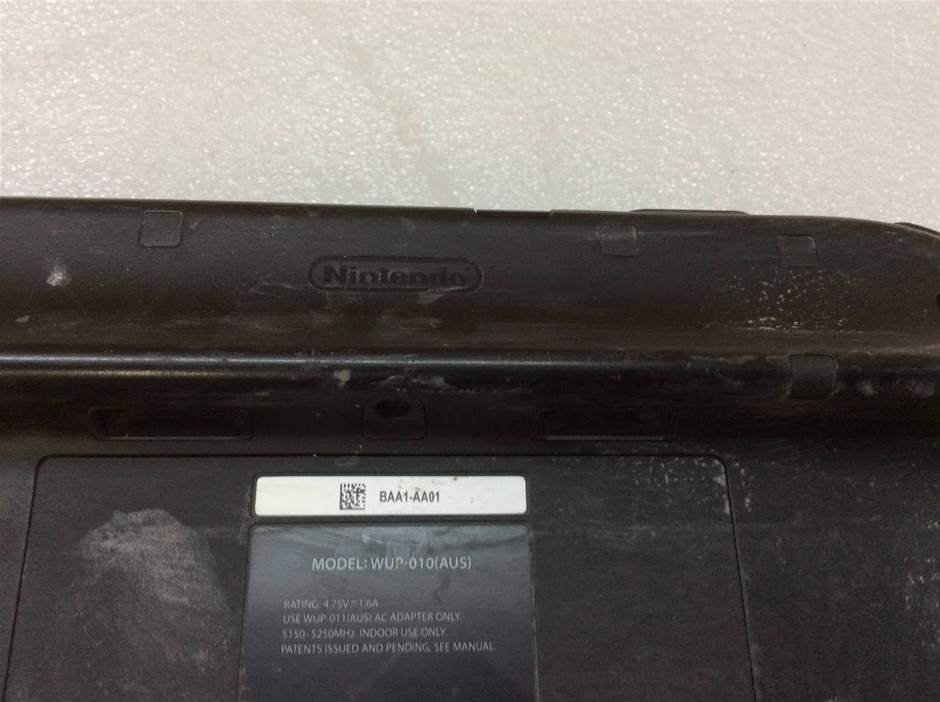 Nintendo
BAA1-AA01
MODEL: WUP-010(AUS)
RATING: 4.75V⎓1.6A
USE WUP-011(AUS) AC ADAPTER ONLY
5150-5250MHz INDOOR USE ONLY
PATENTS ISSUED AND PENDING, SEE MANUAL.